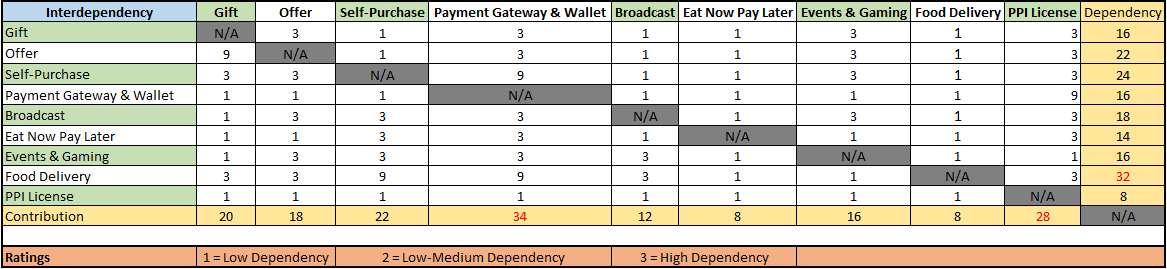 Interdependency Gift Offer Self-Purchase Payment Gateway & Wallet Broadcast Eat Now Pay Later Events & Gaming Food Delivery PPI License Dependency
Gift N/A 3 1 3 1 1 3 1 3 16
Offer 9 N/A 1 3 1 1 3 1 3 22
Self-Purchase 3 3 N/A 9 1 1 3 1 3 24
Payment Gateway & Wallet 1 1 1 N/A 1 1 1 1 9 16
Broadcast 1 3 3 3 N/A 1 3 1 3 18
Eat Now Pay Later 1 1 3 3 1 N/A 1 1 3 14
Events & Gaming 1 3 3 3 3 1 N/A 1 1 16
Food Delivery 3 3 9 9 3 1 1 N/A 3 32
PPI License 1 1 1 1 1 1 1 1 N/A 8
Contribution 20 18 22 34 12 8 16 8 28 N/A
Ratings 1 = Low Dependency 2 = Low-Medium Dependency 3 = High Dependency